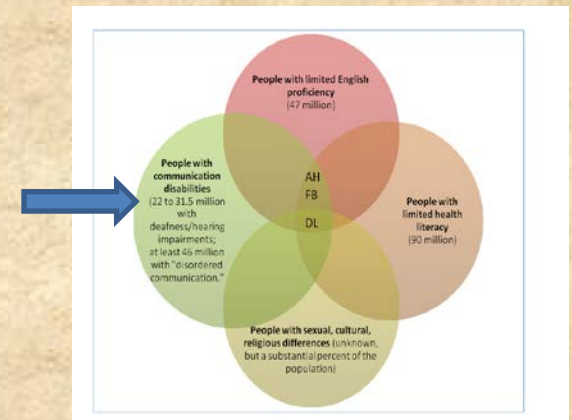 People with limited English
proficiency
(47 million)
People with
communication
disabilities
(22 to 31.5 million
with
deafness/hearing
impairments;
at least 46 million
with "disordered
communication."
AH
FB
DL
People with
limited health
literacy
(90 million)
People with sexual, cultural,
religious differences (unknown,
but a substantial percent of the
population)